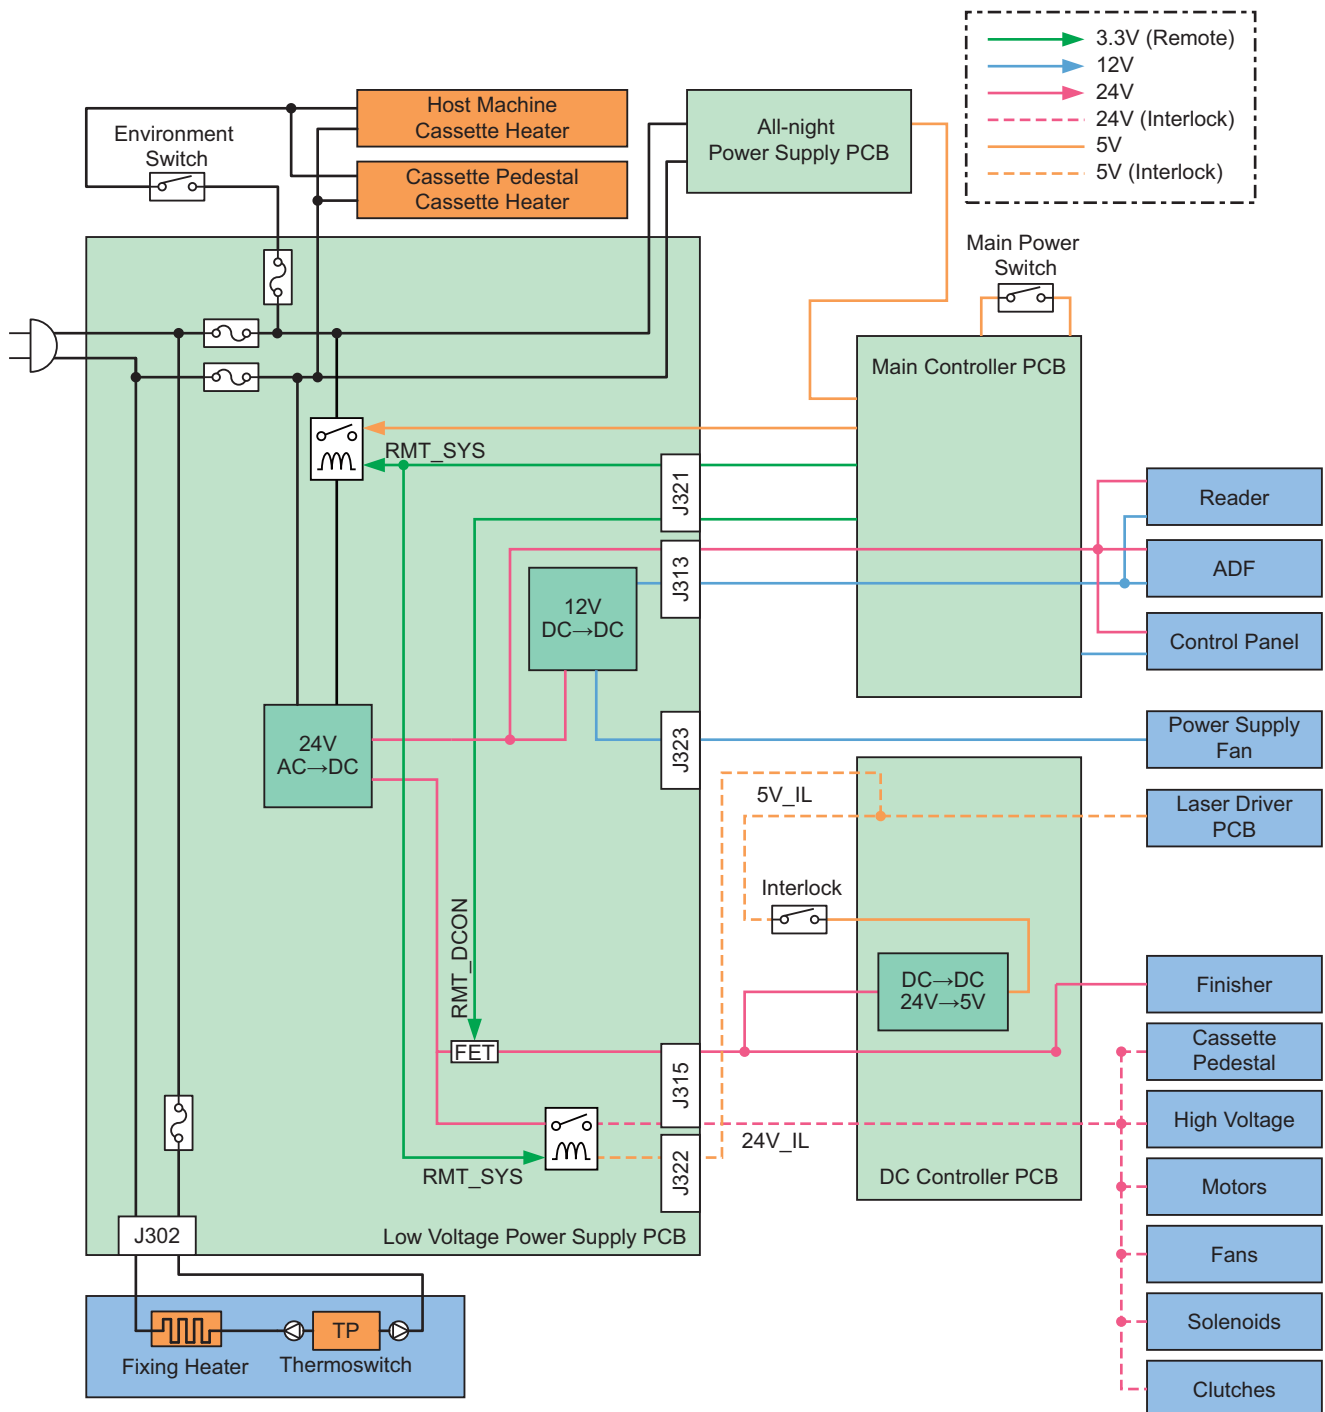 3.3V (Remote)
12V
24V
24V (Interlock)
5V
5V (Interlock)
Host Machine
Cassette Heater
Environment
Switch
Cassette Pedestal
Cassette Heater
All-night
Power Supply PCB
Main Power
Switch
Main Controller PCB
RMT_SYS
J321
J313
Reader
ADF
Control Panel
12V
DC→DC
24V
AC→DC
J323
Power Supply
Fan
5V_IL
Laser Driver
PCB
Interlock
RMT_DCON
DC→DC
24V→5V
Finisher
FET
J315
Cassette
Pedestal
High Voltage
24V_IL
J322
RMT_SYS
DC Controller PCB
Motors
J302
Low Voltage Power Supply PCB
Fans
Solenoids
TP
Fixing Heater
Thermoswitch
Clutches